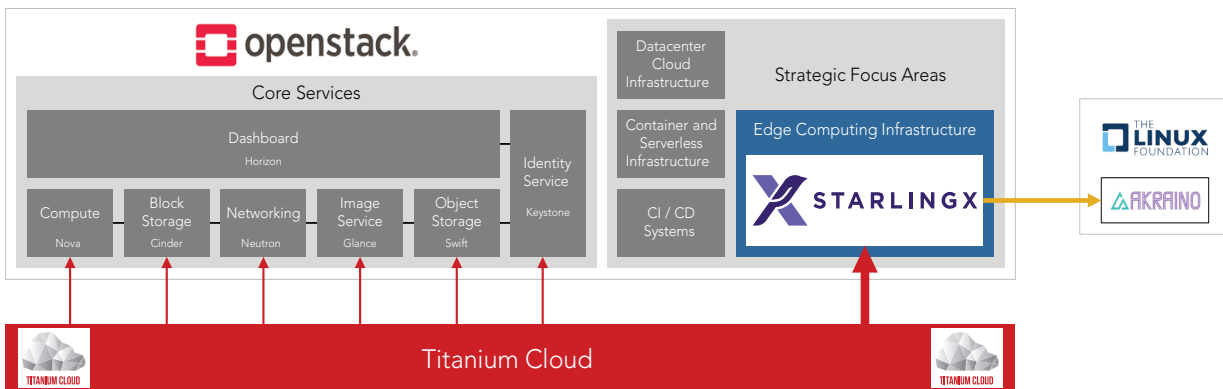 openstack.
Core Services
Dashboard
Horizon
Identity
Service
Keystone
Compute
Nova
Block
Storage
Cinder
Networking
Neutron
Image
Service
Glance
Object
Storage
Swift
Datacenter
Cloud
Infrastructure
Container and
Serverless
Infrastructure
CI / CD
Systems
Strategic Focus Areas
Edge Computing Infrastructure
STARLINGX
THE
LINUX
FOUNDATION
AKRAINO
Titanium Cloud
TITANIUM CLOUD
TITANIUM CLOUD